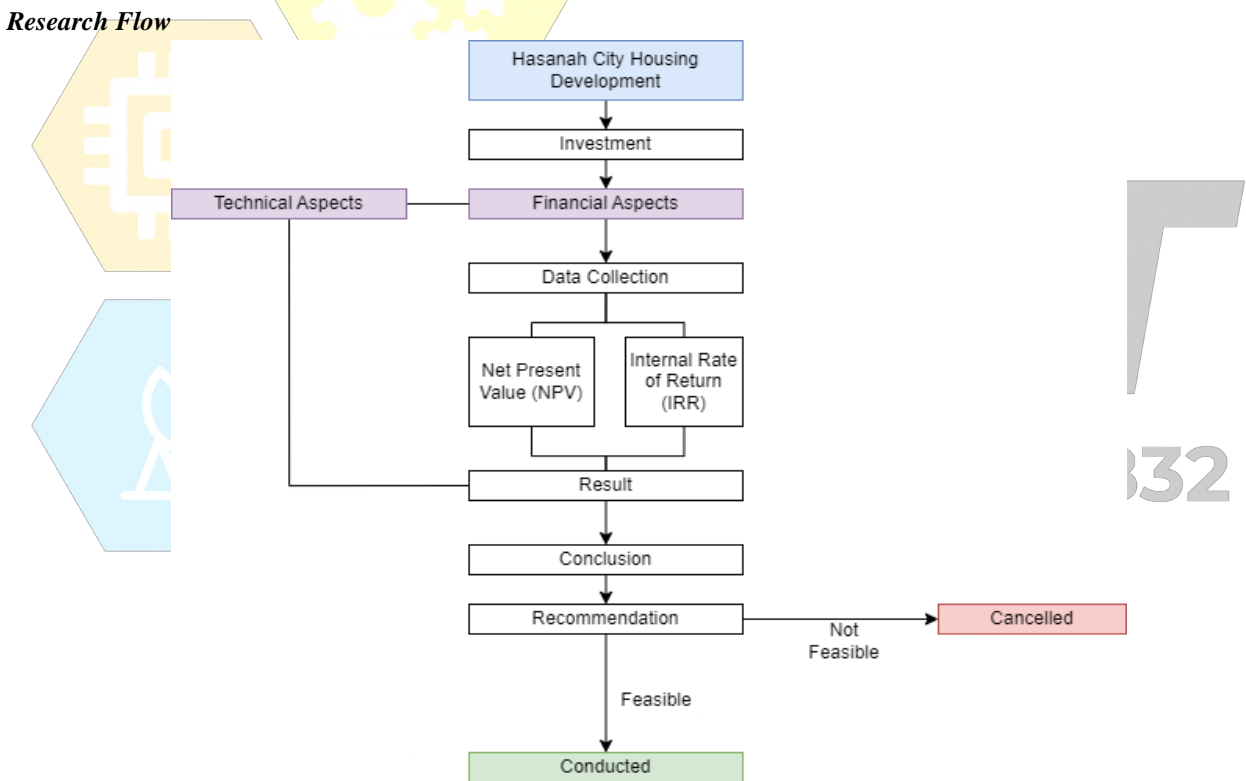 Research Flow
Hasanah City Housing
Development
Investment
Technical Aspects
Financial Aspects
Data Collection
Net Present
Value (NPV)
Internal Rate
of Return
(IRR)
332
Result
Conclusion
Recommendation
Not
Feasible
Cancelled
Feasible
Conducted